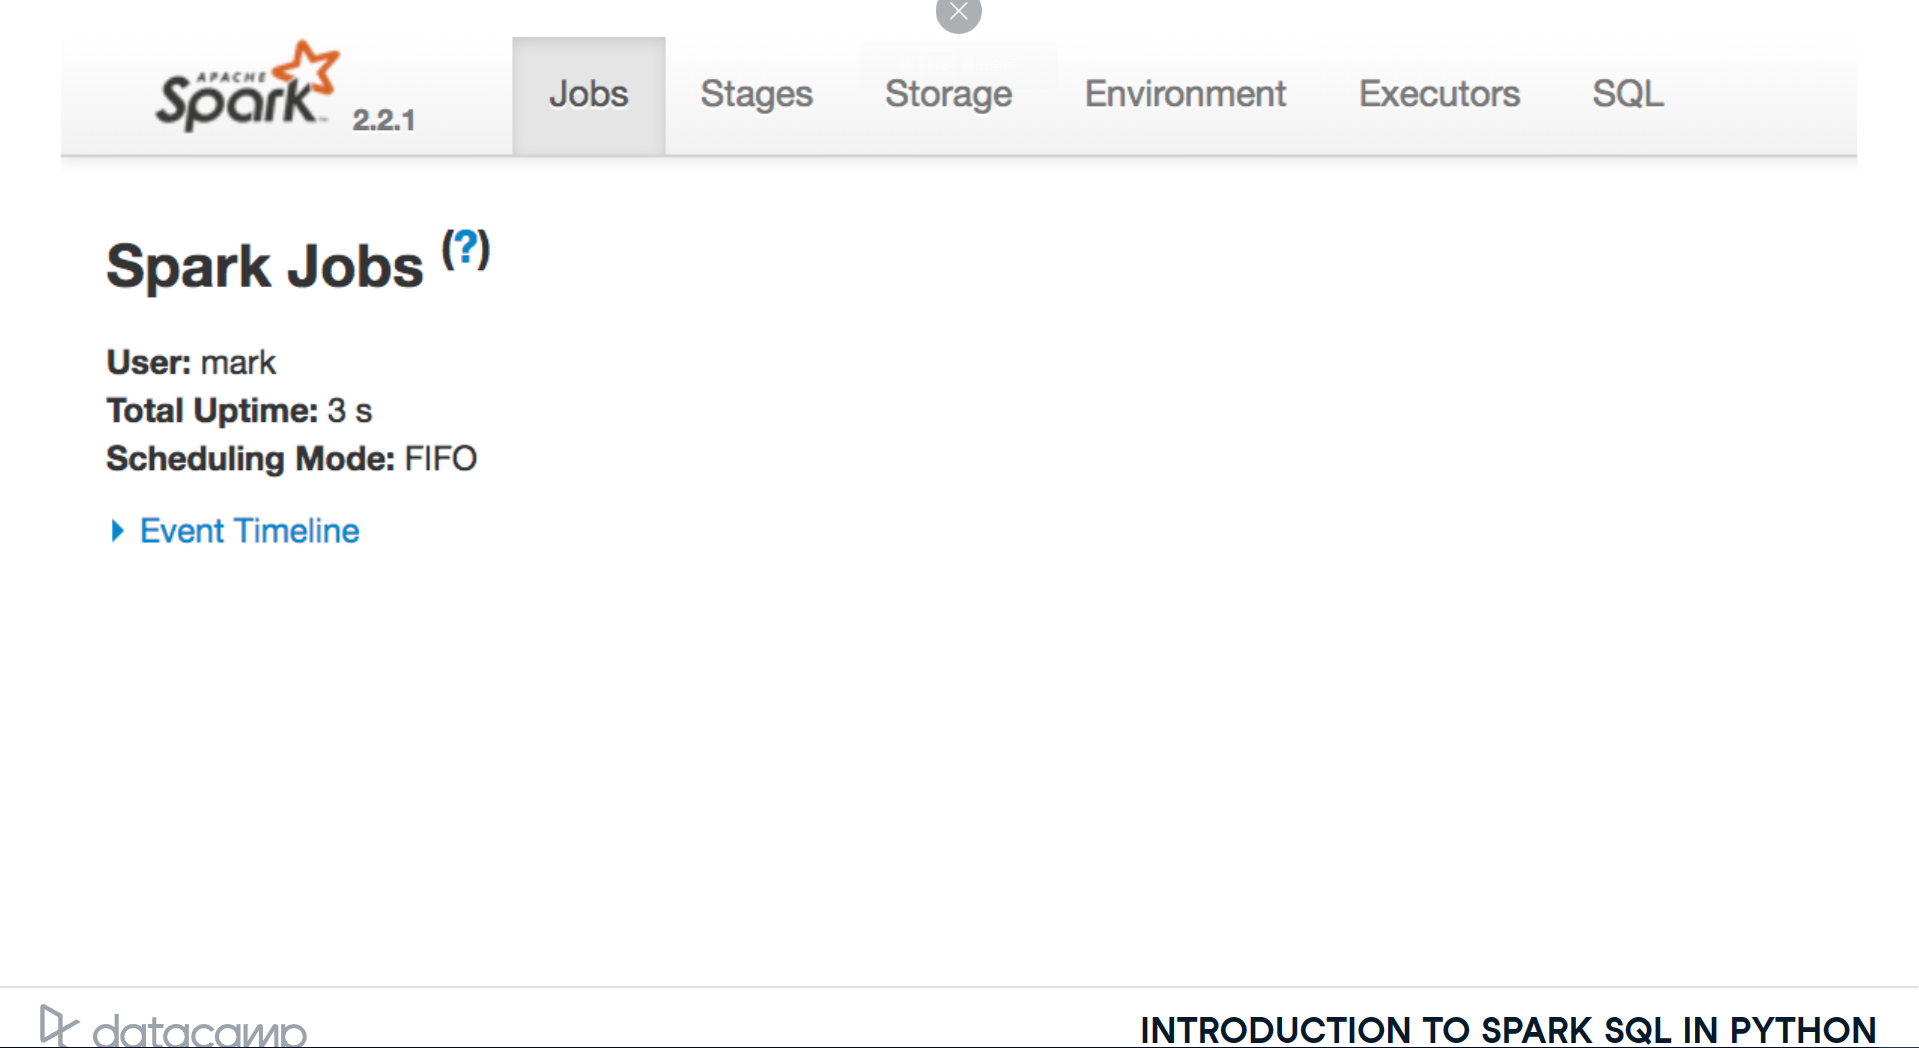 APACHE
Spark™ 2.2.1 Jobs Stages Storage Environment Executors SQL
Spark Jobs (?)
User: mark
Total Uptime: 3 s
Scheduling Mode: FIFO
Event Timeline
datacamp
INTRODUCTION TO SPARK SQL IN PYTHON